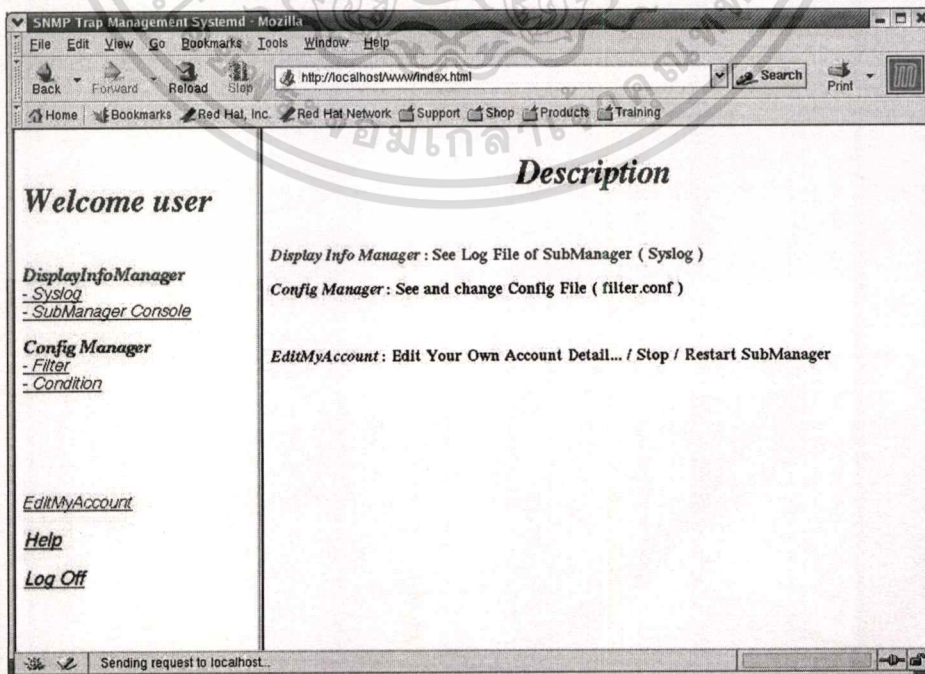 SNMP Trap Management Systemd - Mozilla
File Edit View Go Bookmarks Tools Window Help
Back Forward Reload Stop http://localhost/www/index.html Search Print
Home Bookmarks Red Hat, Inc. Red Hat Network Support Shop Products Training
Welcome user
DisplayInfoManager
- Syslog
- SubManager Console
Config Manager
- Filter
- Condition
EditMyAccount
Help
Log Off
Description
Display Info Manager : See Log File of SubManager ( Syslog )
Config Manager : See and change Config File ( filter.conf )
EditMyAccount : Edit Your Own Account Detail... / Stop / Restart SubManager
Sending request to localhost...